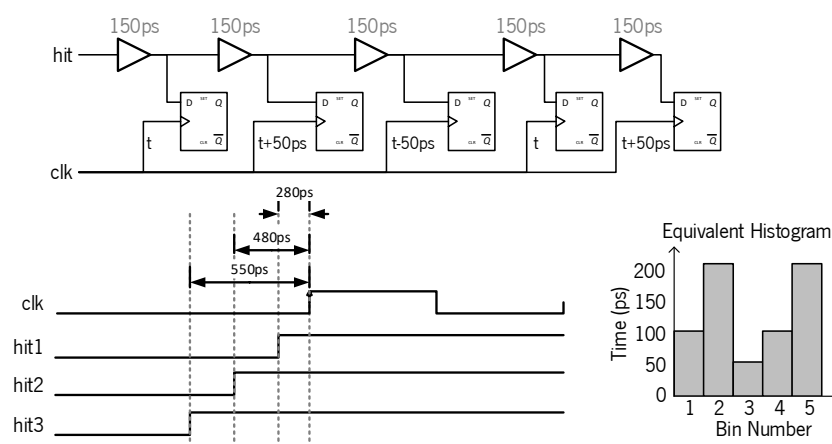 150ps 150ps 150ps 150ps 150ps
hit
D SET Q CLR Q D SET Q CLR Q D SET Q CLR Q D SET Q CLR Q D SET Q CLR Q
t t+50ps t-50ps t t+50ps
clk
280ps
480ps
550ps
clk
hit1
hit2
hit3
Equivalent Histogram
Time (ps)
200
150
100
50
0
1 2 3 4 5
Bin Number